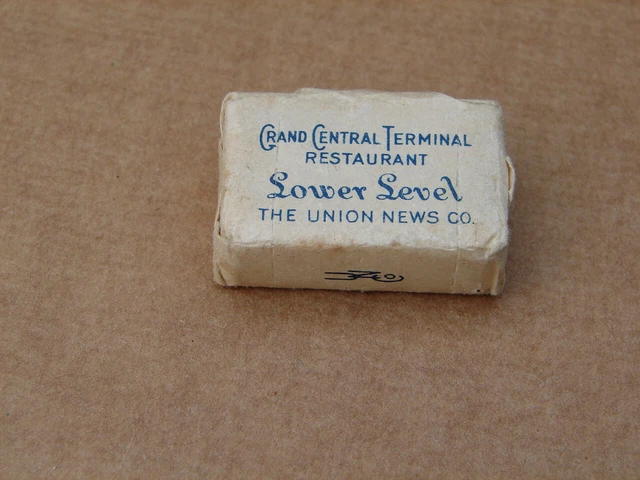 GRAND CENTRAL TERMINAL
RESTAURANT
Lower Level
THE UNION NEWS CO.